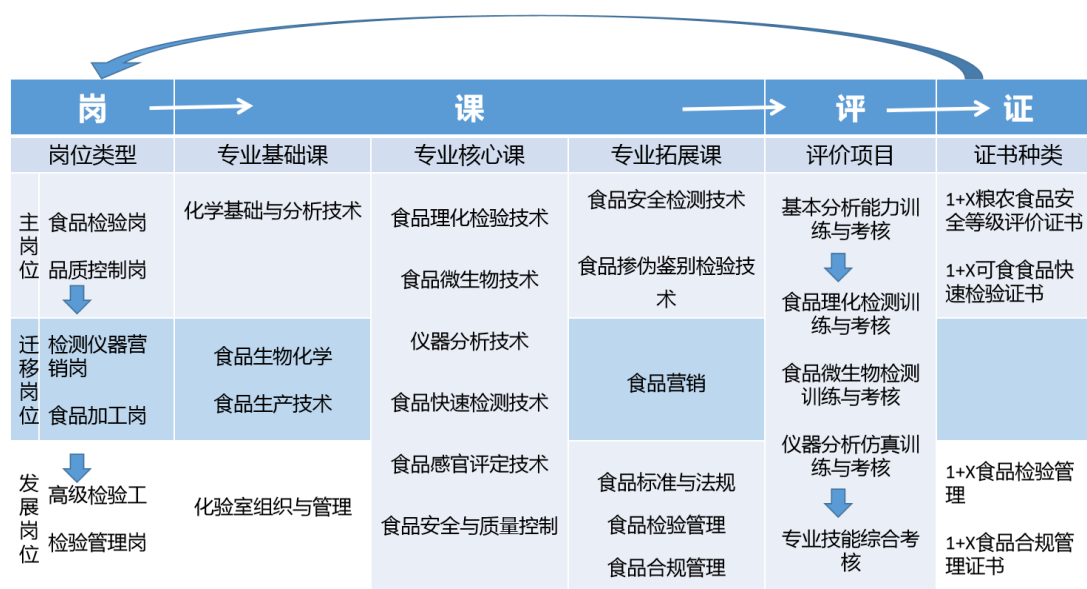 岗
课
评
证
岗位类型
专业基础课
专业核心课
专业拓展课
评价项目
证书种类
主岗位
食品检验岗
品质控制岗
化学基础与分析技术
迁移岗位
检测仪器营
销岗
食品加工岗
食品生物化学
食品生产技术
发展岗位
高级检验工
检验管理岗
化验室组织与管理
食品理化检验技术
食品微生物技术
仪器分析技术
食品快速检测技术
食品感官评定技术
食品安全与质量控制
食品安全检测技术
食品掺伪鉴别检验技
术
食品营销
食品标准与法规
食品检验管理
食品合规管理
基本分析能力训
练与考核
食品理化检测训
练与考核
食品微生物检测
训练与考核
仪器分析仿真训
练与考核
专业技能综合考
核
1+X粮农食品安
全等级评价证书
1+X可食食品快
速检验证书
1+X食品检验管
理
1+X食品合规管
理证书